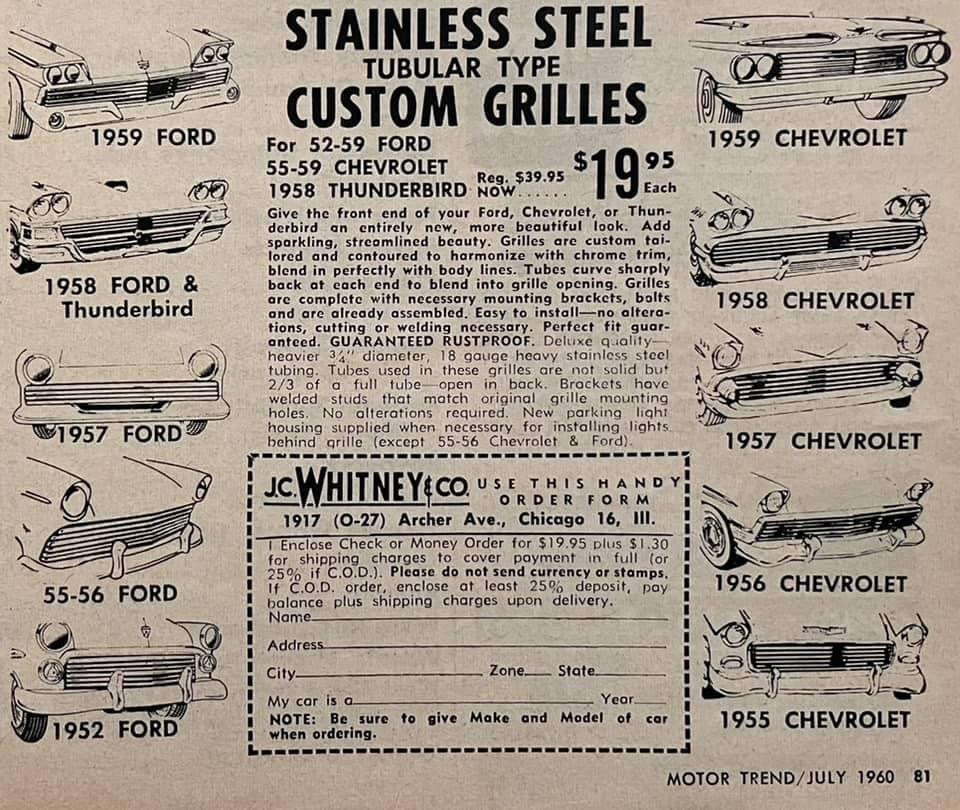 STAINLESS STEEL
TUBULAR TYPE
CUSTOM GRILLES
For 52-59 FORD
55-59 CHEVROLET
1958 THUNDERBIRD
Reg. $39.95
NOW......
$19 95
Each
Give the front end of your Ford, Chevrolet, or Thun-
derbird an entirely new, more beautiful look. Add
sparkling, streamlined beauty. Grilles are custom tai-
lored and contoured to harmonize with chrome trim,
blend in perfectly with body lines. Tubes curve sharply
back at each end to blend into grille opening. Grilles
are complete with necessary mounting brackets, bolts
and are already assembled. Easy to install—no altera-
tions, cutting or welding necessary. Perfect fit guar-
anteed. GUARANTEED RUSTPROOF. Deluxe quality—
heavier 3/4" diameter, 18 gauge heavy stainless steel
tubing. Tubes used in these grilles are not solid but
2/3 of a full tube—open in back. Brackets have
welded studs that match original grille mounting
holes. No alterations required. New parking light
housing supplied when necessary for installing lights
behind grille (except 55-56 Chevrolet & Ford).
1959 FORD
1958 FORD &
Thunderbird
1957 FORD
55-56 FORD
1952 FORD
1959 CHEVROLET
1958 CHEVROLET
1957 CHEVROLET
1956 CHEVROLET
1955 CHEVROLET
J.C. WHITNEY & CO.
USE THIS HANDY
ORDER FORM
1917 (O-27) Archer Ave., Chicago 16, Ill.
I Enclose Check or Money Order for $19.95 plus $1.30
for shipping charges to cover payment in full (or
25% if C.O.D.). Please do not send currency or stamps.
If C.O.D. order, enclose at least 25% deposit, pay
balance plus shipping charges upon delivery.
Name
Address
City Zone State
My car is a Year
NOTE: Be sure to give Make and Model of car
when ordering.
MOTOR TREND/JULY 1960 81